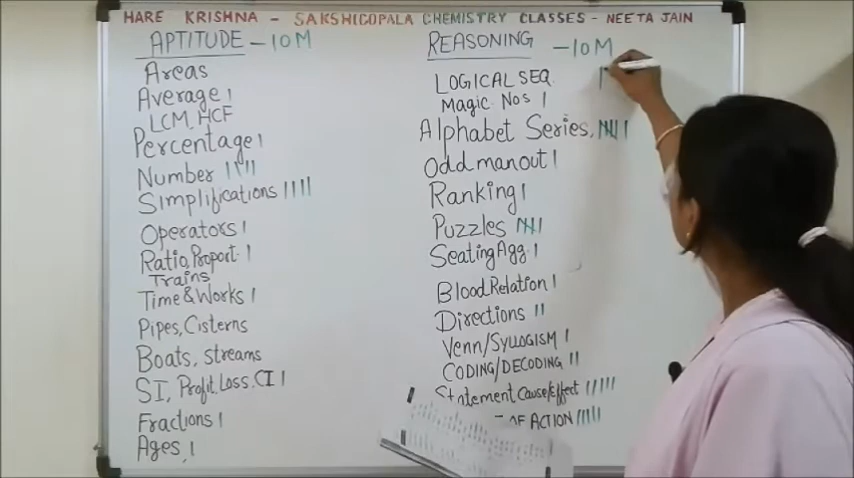 HARE KRISHNA - SAKSHIGOPALA CHEMISTRY CLASSES - NEETA JAIN
APTITUDE - 10M
Areas
Average |
LCM, HCF
Percentage |
Number | | | | |
Simplifications | | | |
Operators |
Ratio, Proport |
Trains
Time & Works |
Pipes, Cisterns
Boats, Streams
SI, Profit, Loss, CI |
Fractions |
Ages, |
REASONING - 10M
LOGICAL SEQ.
Magic Nos |
Alphabet Series, |||| |
Odd man out |
Ranking |
Puzzles ||||
Seating Agg. |
Blood Relation |
Directions ||
Venn/SYLLOGISM |
CODING/DECODING ||
Statement Cause/Effect |||||
OF ACTION |||||